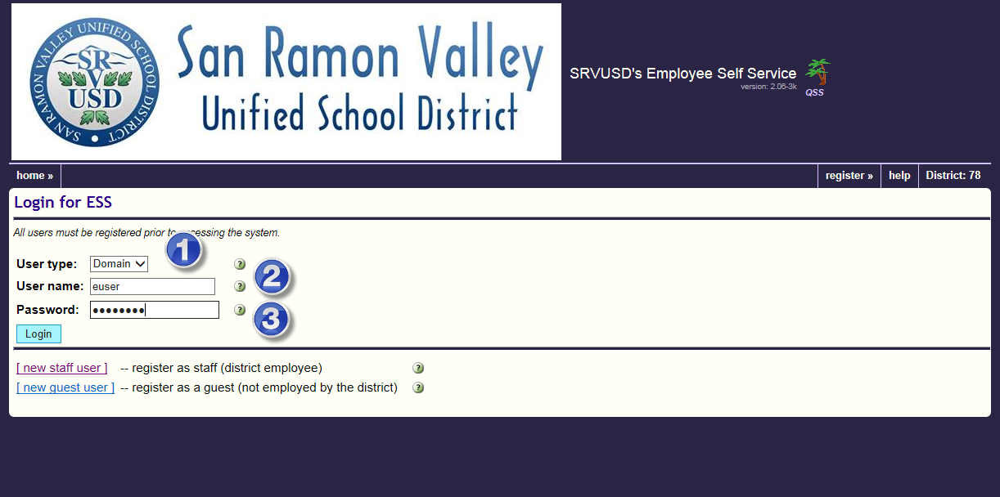 SAN RAMON VALLEY UNIFIED SCHOOL DISTRICT
SR
V
USD
San Ramon Valley
Unified School District
SRVUSD's Employee Self Service
version: 2.06-3k
QSS
home »
register »
help
District: 78
Login for ESS
All users must be registered prior to accessing the system.
1
User type:
Domain
?
2
User name:
euser
?
Password:
••••••••
?
3
Login
[ new staff user ] -- register as staff (district employee)
?
[ new guest user ] -- register as a guest (not employed by the district)
?